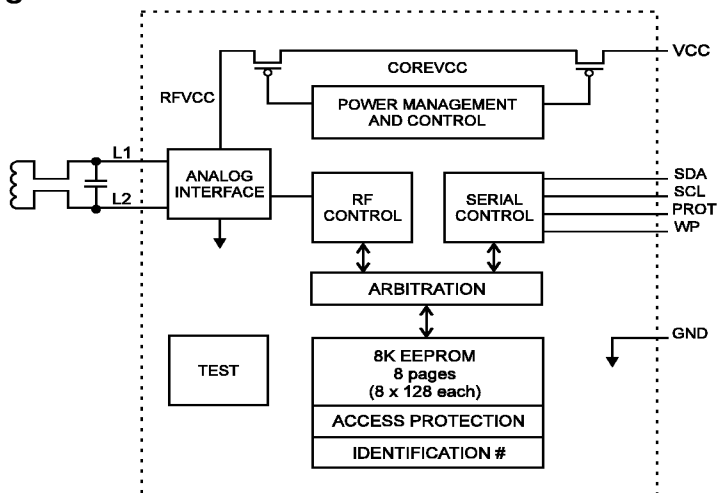 g
VCC
COREVCC
RFVCC
POWER MANAGEMENT
AND CONTROL
L1
L2
ANALOG
INTERFACE
RF
CONTROL
SERIAL
CONTROL
SDA
SCL
PROT
WP
ARBITRATION
GND
TEST
8K EEPROM
8 pages
(8 x 128 each)
ACCESS PROTECTION
IDENTIFICATION #